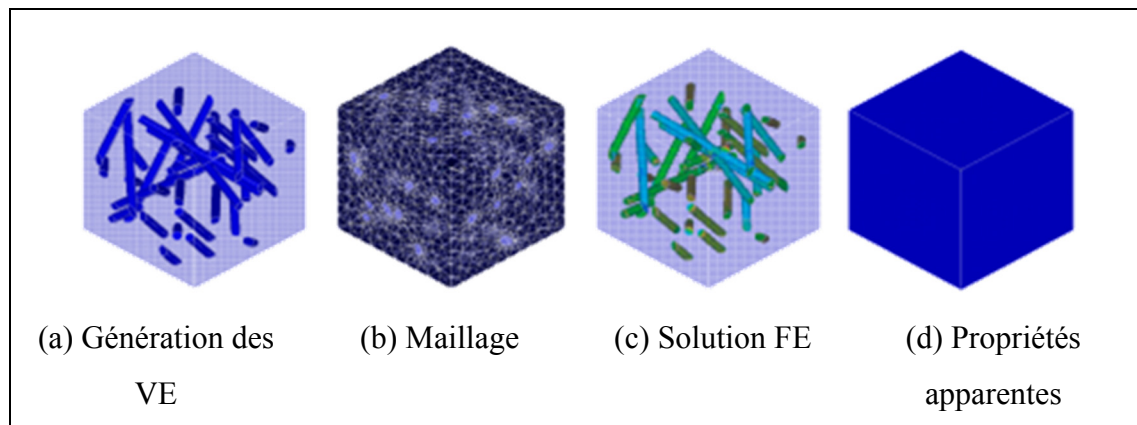 (a) Génération des VE
(b) Maillage
(c) Solution FE
(d) Propriétés apparentes